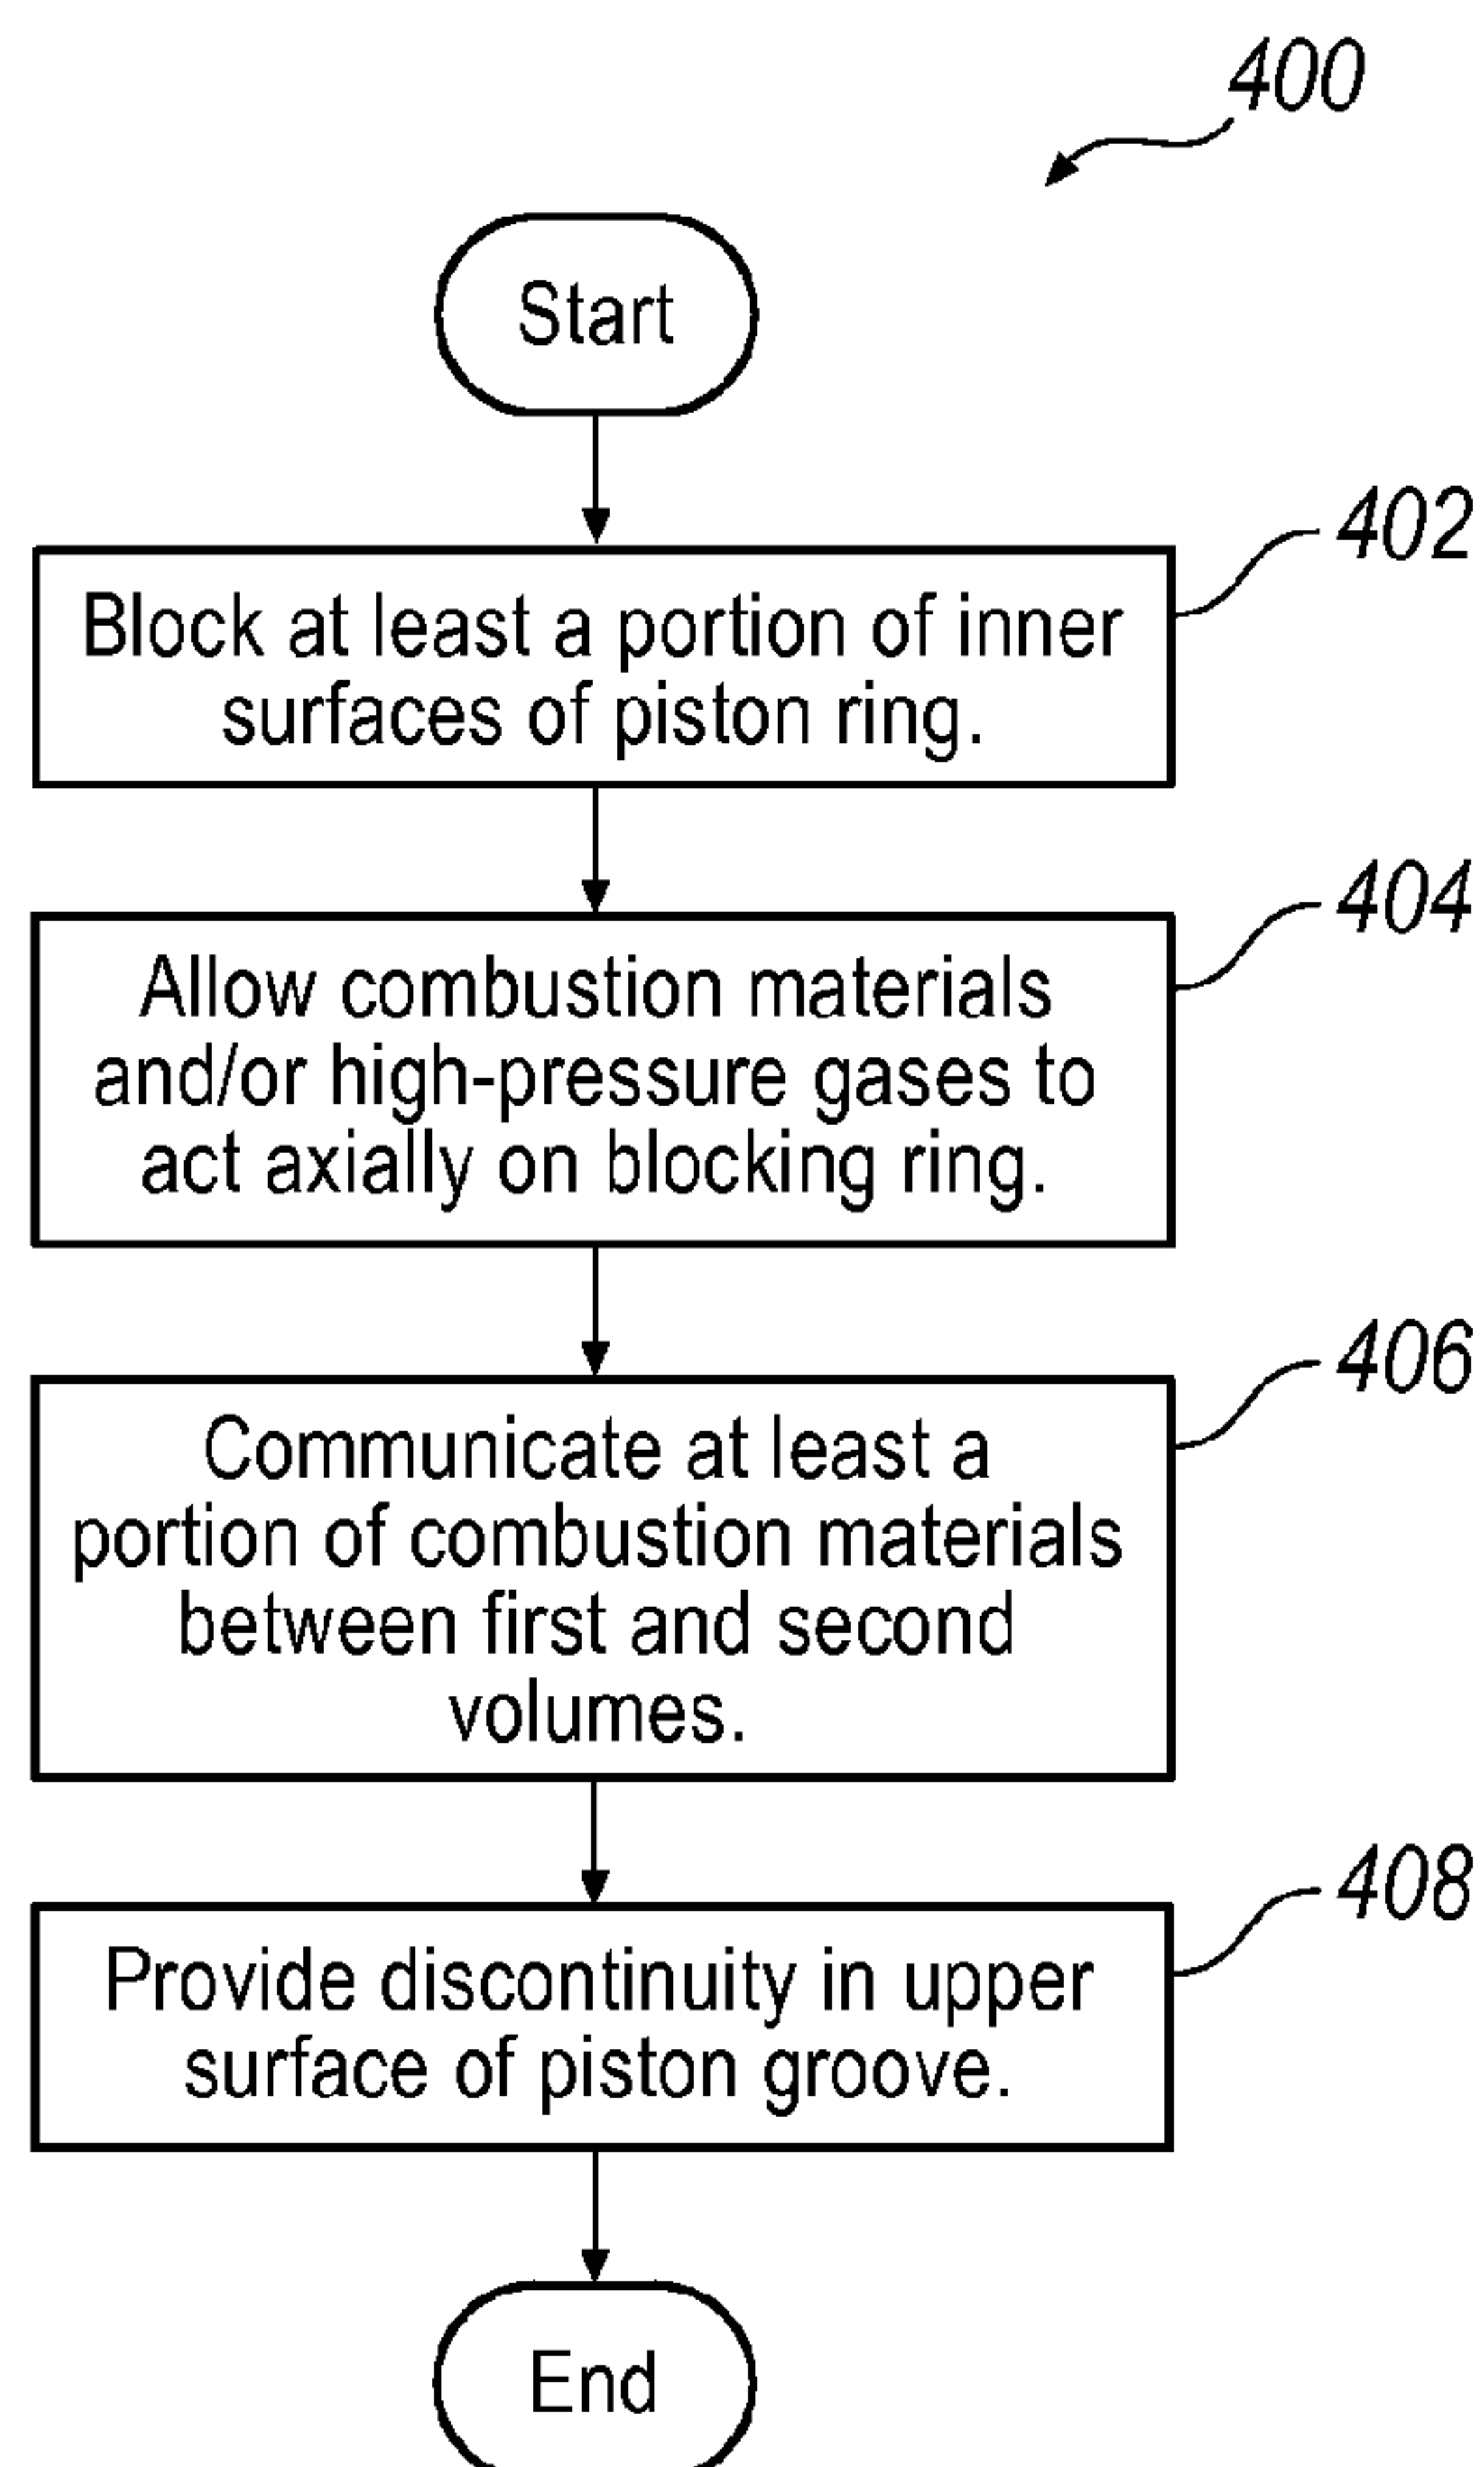 400
Start
402
Block at least a portion of inner
surfaces of piston ring.
404
Allow combustion materials
and/or high-pressure gases to
act axially on blocking ring.
406
Communicate at least a
portion of combustion materials
between first and second
volumes.
408
Provide discontinuity in upper
surface of piston groove.
End